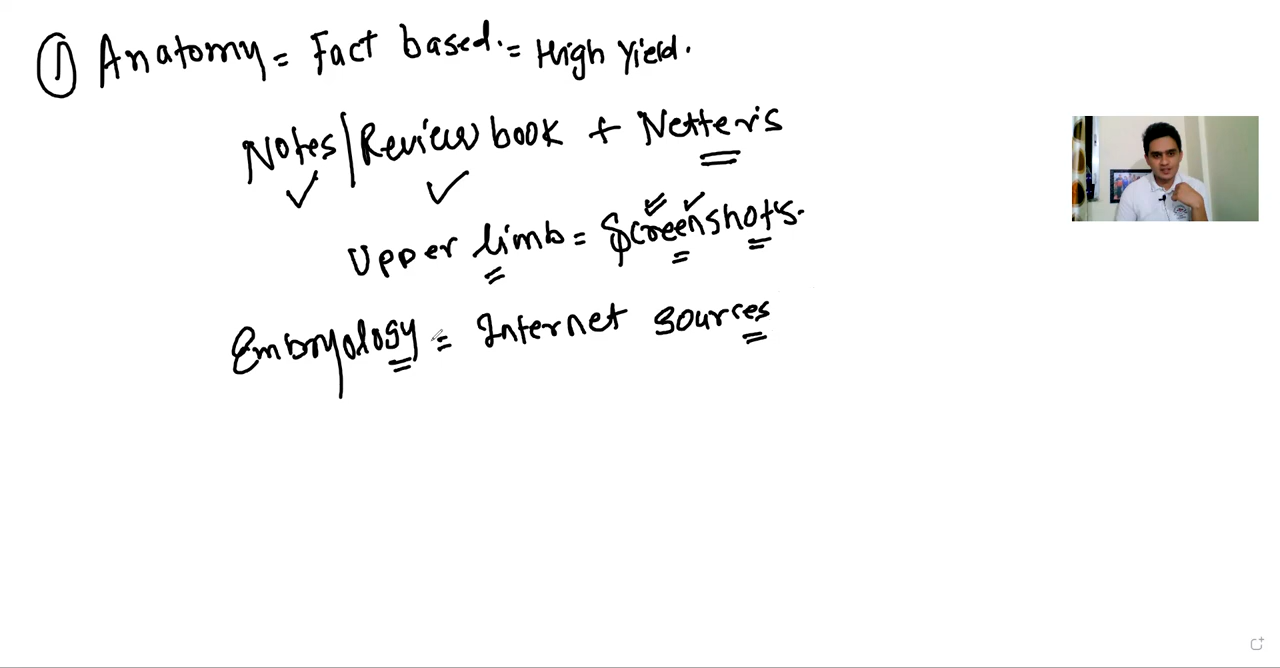 ① Anatomy = Fact based. = High Yield.
Notes/Review book + Netter's
Upper limb = Screenshots.
Embryology = Internet sources